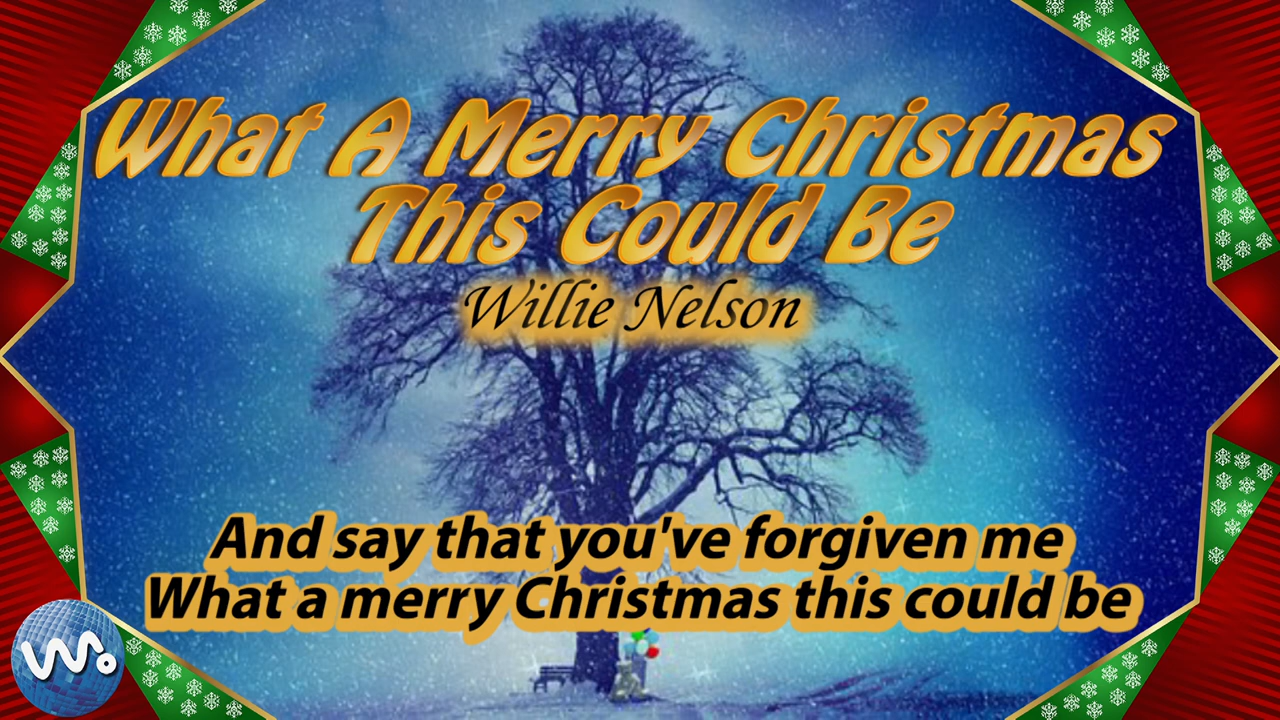 What A Merry Christmas
This Could Be
Willie Nelson
And say that you've forgiven me
What a merry Christmas this could be